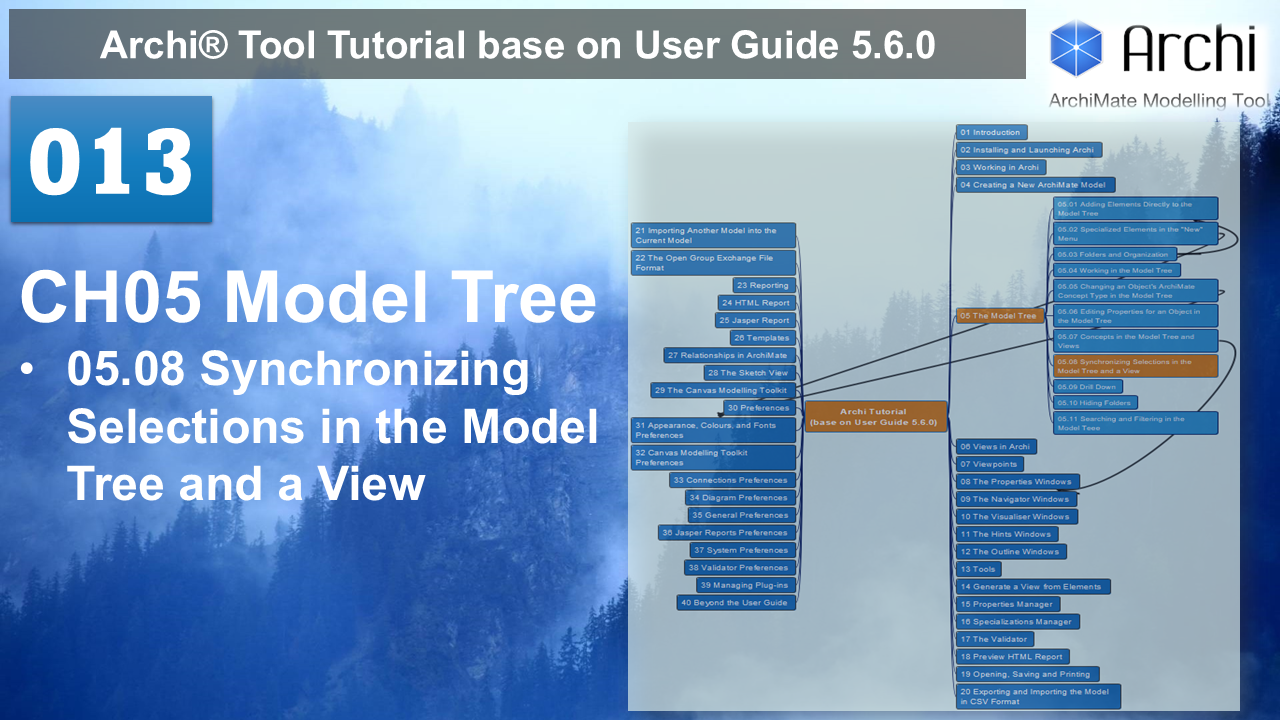 Archi® Tool Tutorial base on User Guide 5.6.0
Archi
ArchiMate Modelling Tool
013
CH05 Model Tree
• 05.08 Synchronizing
Selections in the Model
Tree and a View
21 Importing Another Model into the
Current Model
22 The Open Group Exchange File
Format
23 Reporting
24 HTML Report
25 Jasper Report
26 Templates
27 Relationships in ArchiMate
28 The Sketch View
29 The Canvas Modelling Toolkit
30 Preferences
31 Appearance, Colours, and Fonts
Preferences
32 Canvas Modelling Toolkit
Preferences
33 Connections Preferences
34 Diagram Preferences
35 General Preferences
36 Jasper Reports Preferences
37 System Preferences
38 Validator Preferences
39 Managing Plug-ins
40 Beyond the User Guide
Archi Tutorial
(base on User Guide 5.6.0)
01 Introduction
02 Installing and Launching Archi
03 Working in Archi
04 Creating a New ArchiMate Model
05 The Model Tree
05.01 Adding Elements Directly to the
Model Tree
05.02 Specialized Elements in the "New"
Menu
05.03 Folders and Organization
05.04 Working in the Model Tree
05.05 Changing an Object's ArchiMate
Concept Type in the Model Tree
05.06 Editing Properties for an Object in
the Model Tree
05.07 Concepts in the Model Tree and
Views
05.08 Synchronizing Selections in the
Model Tree and a View
05.09 Drill Down
05.10 Hiding Folders
05.11 Searching and Filtering in the
Model Teee
06 Views in Archi
07 Viewpoints
08 The Properties Windows
09 The Navigator Windows
10 The Visualiser Windows
11 The Hints Windows
12 The Outline Windows
13 Tools
14 Generate a View from Elements
15 Properties Manager
16 Specializations Manager
17 The Validator
18 Preview HTML Report
19 Opening, Saving and Printing
20 Exporting and Importing the Model
in CSV Format